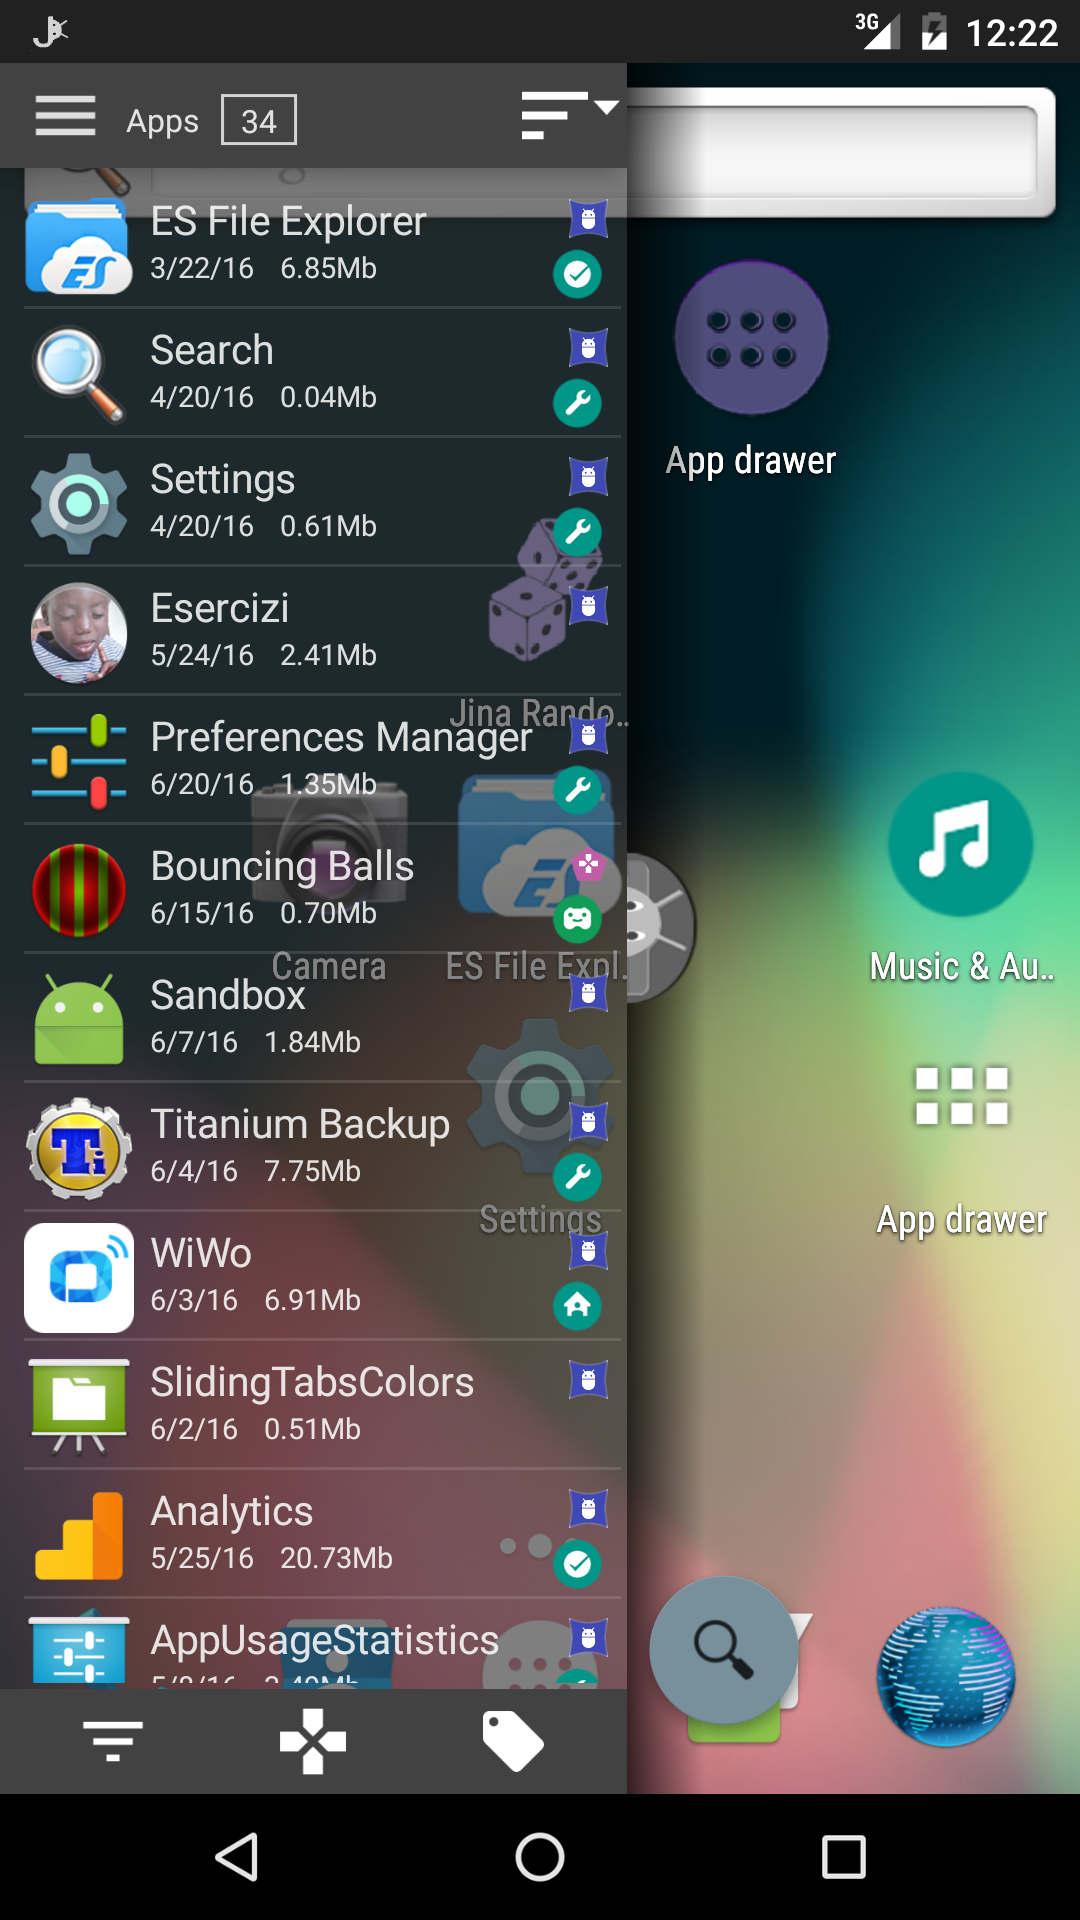 3G 12:22
Apps 34
ES File Explorer
3/22/16 6.85Mb
Search
4/20/16 0.04Mb
App drawer
Settings
4/20/16 0.61Mb
Esercizi
5/24/16 2.41Mb
Jina Rando..
Preferences Manager
6/20/16 1.35Mb
Bouncing Balls
6/15/16 0.70Mb
Camera
ES File Expl..
Music & Au..
Sandbox
6/7/16 1.84Mb
Titanium Backup
6/4/16 7.75Mb
Settings
App drawer
WiWo
6/3/16 6.91Mb
SlidingTabsColors
6/2/16 0.51Mb
Analytics
5/25/16 20.73Mb
AppUsageStatistics